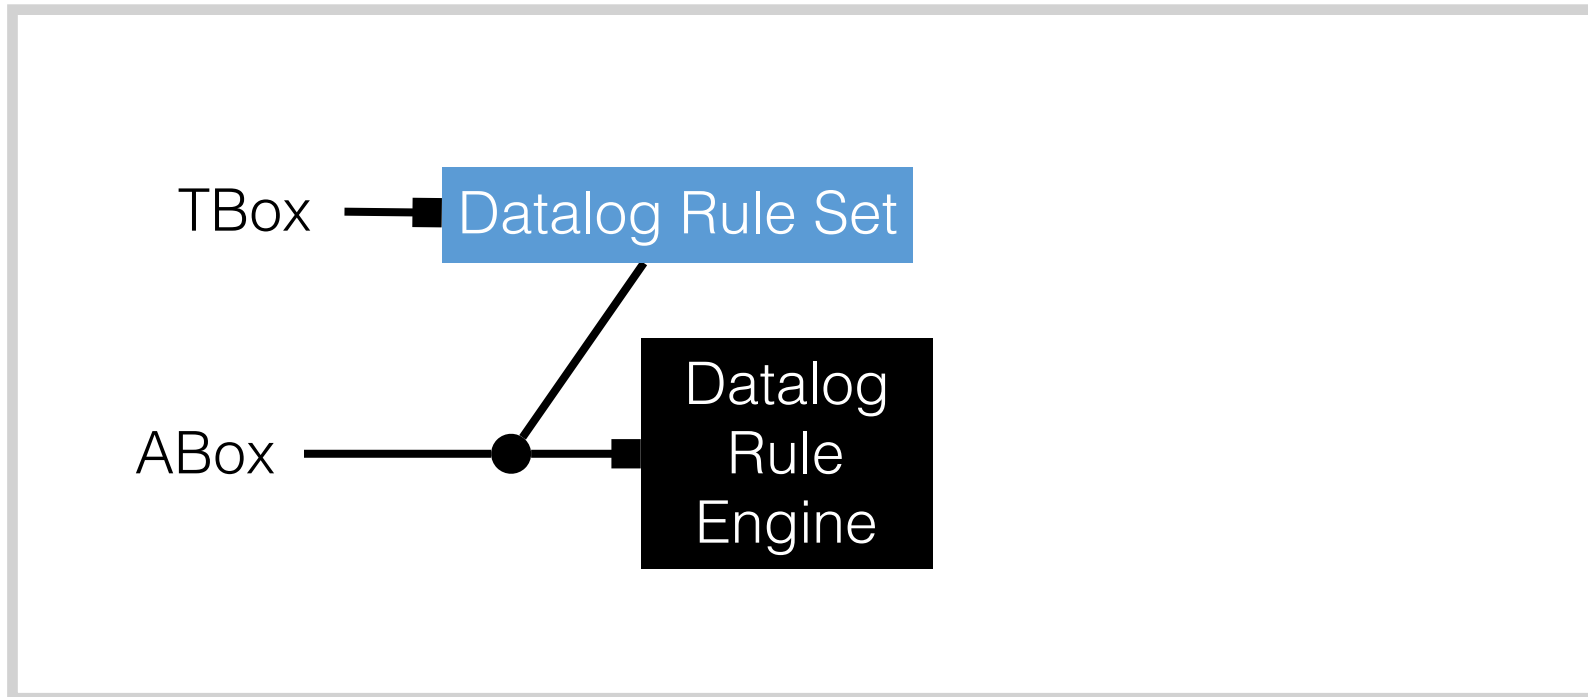 TBox
Datalog Rule Set
ABox
Datalog
Rule
Engine